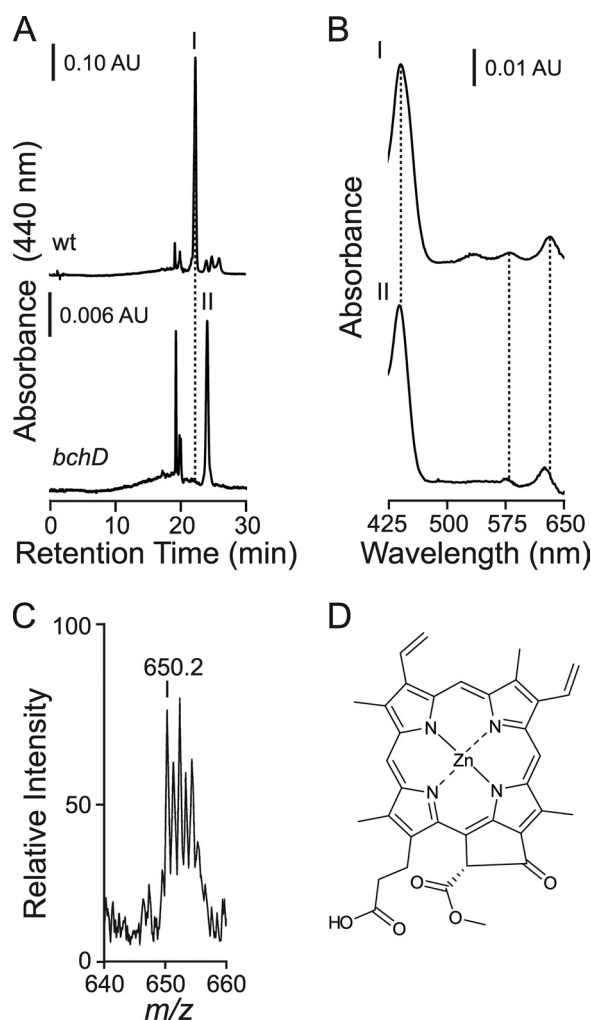 A
I
0.10 AU
wt
II
0.006 AU
bchD
Absorbance (440 nm)
0 10 20 30
Retention Time (min)
B
I
0.01 AU
II
Absorbance
425 500 575 650
Wavelength (nm)
C
100
650.2
50
0
Relative Intensity
640 650 660
m/z
D
N N
Zn
N N
O
O
HO O
O